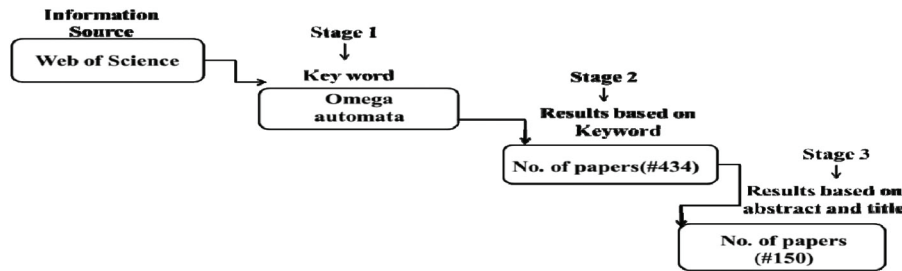 Information
Source
Web of Science
Stage 1
Key word
Omega
automata
Stage 2
Results based on
Keyword
No. of papers(#434)
Stage 3
Results based on
abstract and title
No. of papers
(#150)